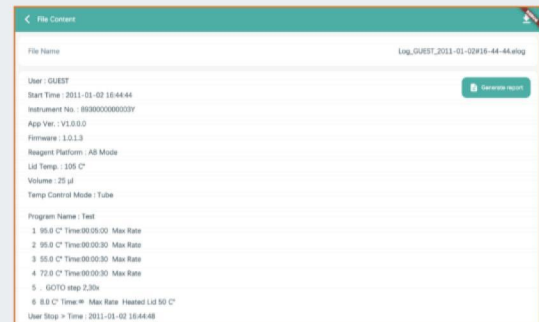 File Content
File Name Log_GUEST_2011-01-02#16-44-44.elog
User : GUEST
Generate report
Start Time : 2011-01-02 16:44:44
Instrument No. : 8930000000003Y
App Ver. : V1.0.0.0
Firmware : 1.0.1.3
Reagent Platform : AB Mode
Lid Temp. : 105 C°
Volume : 25 μl
Temp Control Mode : Tube
Program Name : Test
1 95.0 C° Time:00:05:00 Max Rate
2 95.0 C° Time:00:00:30 Max Rate
3 55.0 C° Time:00:00:30 Max Rate
4 72.0 C° Time:00:00:30 Max Rate
5 . GOTO step 2,30x
6 8.0 C° Time:∞ Max Rate Heated Lid 50 C°
User Stop > Time : 2011-01-02 16:44:48